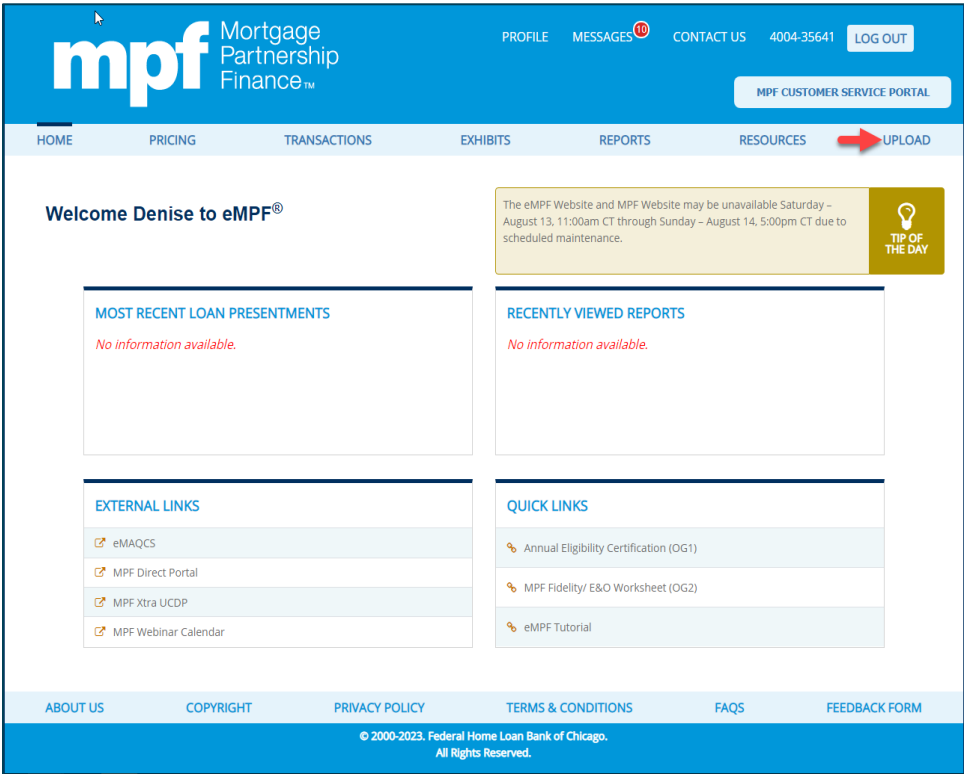 mpf Mortgage
Partnership
Finance™
PROFILE MESSAGES 10 CONTACT US 4004-35641 LOG OUT
MPF CUSTOMER SERVICE PORTAL
HOME PRICING TRANSACTIONS EXHIBITS REPORTS RESOURCES UPLOAD
Welcome Denise to eMPF®
The eMPF Website and MPF Website may be unavailable Saturday –
August 13, 11:00am CT through Sunday – August 14, 5:00pm CT due to
scheduled maintenance.
TIP OF
THE DAY
MOST RECENT LOAN PRESENTMENTS
No information available.
RECENTLY VIEWED REPORTS
No information available.
EXTERNAL LINKS
eMAQCS
MPF Direct Portal
MPF Xtra UCDP
MPF Webinar Calendar
QUICK LINKS
Annual Eligibility Certification (OG1)
MPF Fidelity/ E&O Worksheet (OG2)
eMPF Tutorial
ABOUT US COPYRIGHT PRIVACY POLICY TERMS & CONDITIONS FAQS FEEDBACK FORM
© 2000-2023. Federal Home Loan Bank of Chicago.
All Rights Reserved.